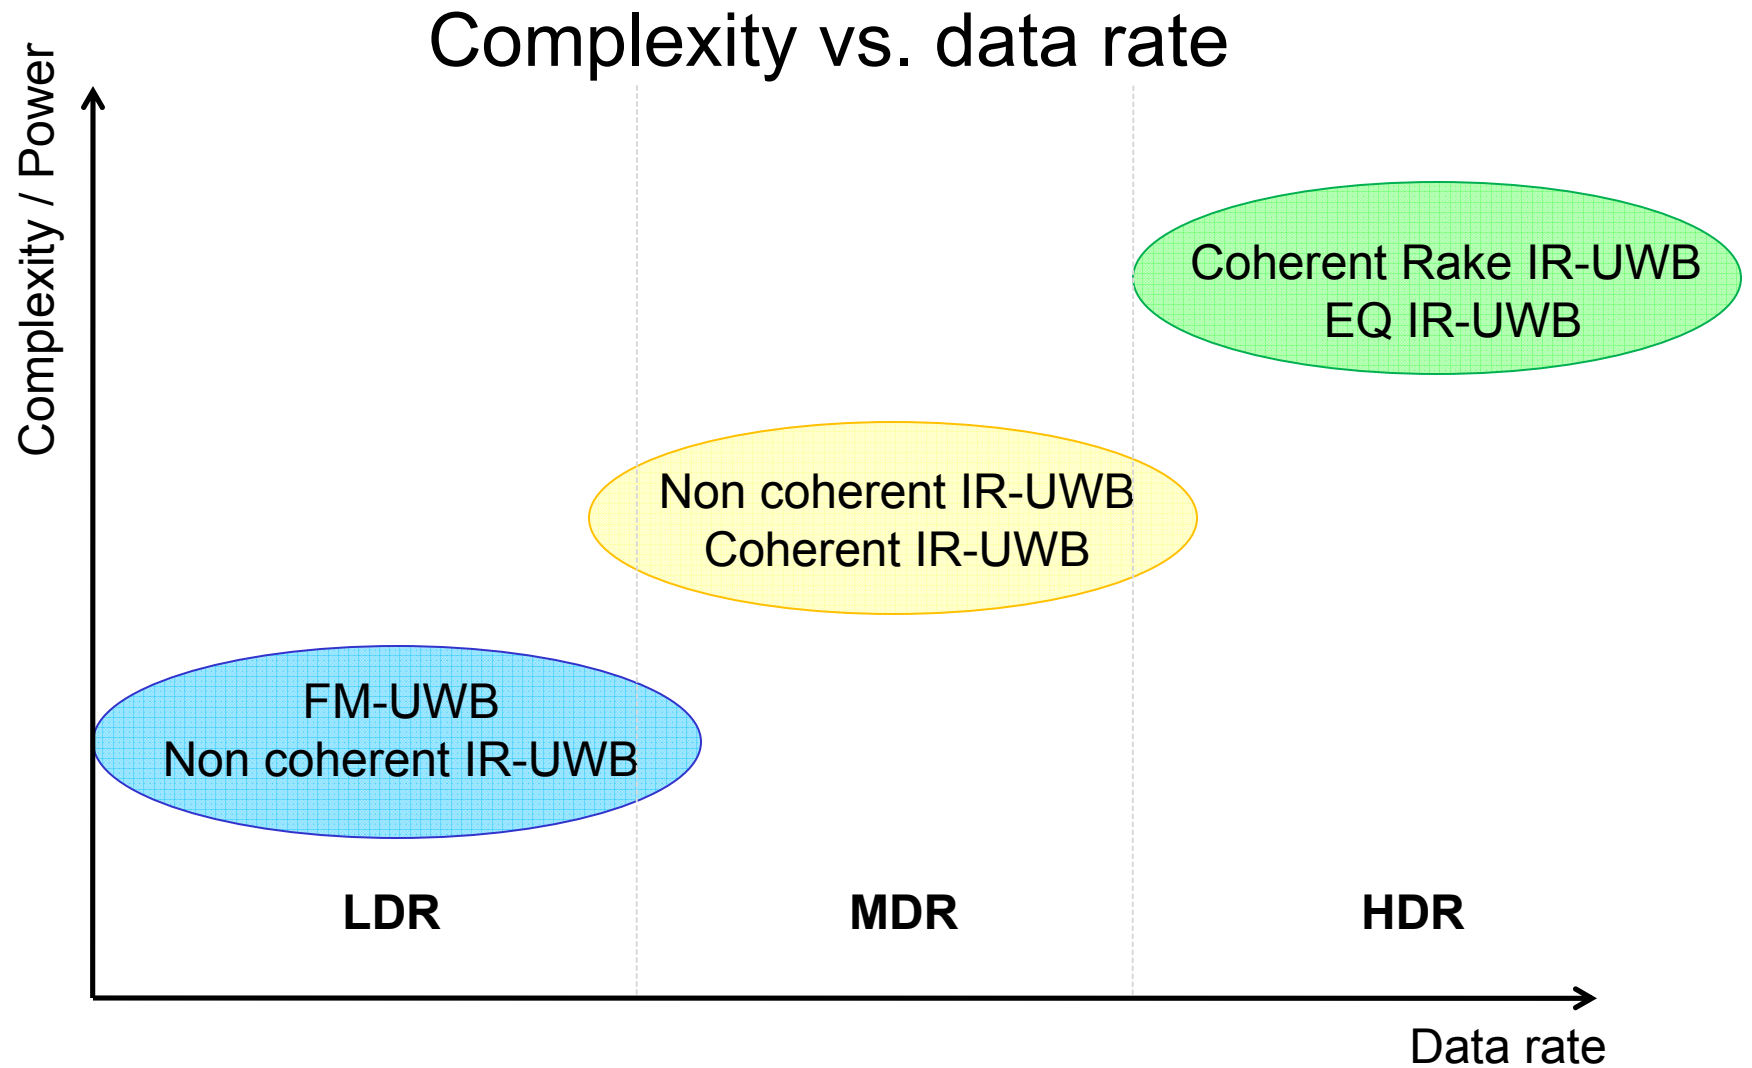 Complexity vs. data rate
Complexity / Power
Coherent Rake IR-UWB
EQ IR-UWB
Non coherent IR-UWB
Coherent IR-UWB
FM-UWB
Non coherent IR-UWB
LDR
MDR
HDR
Data rate